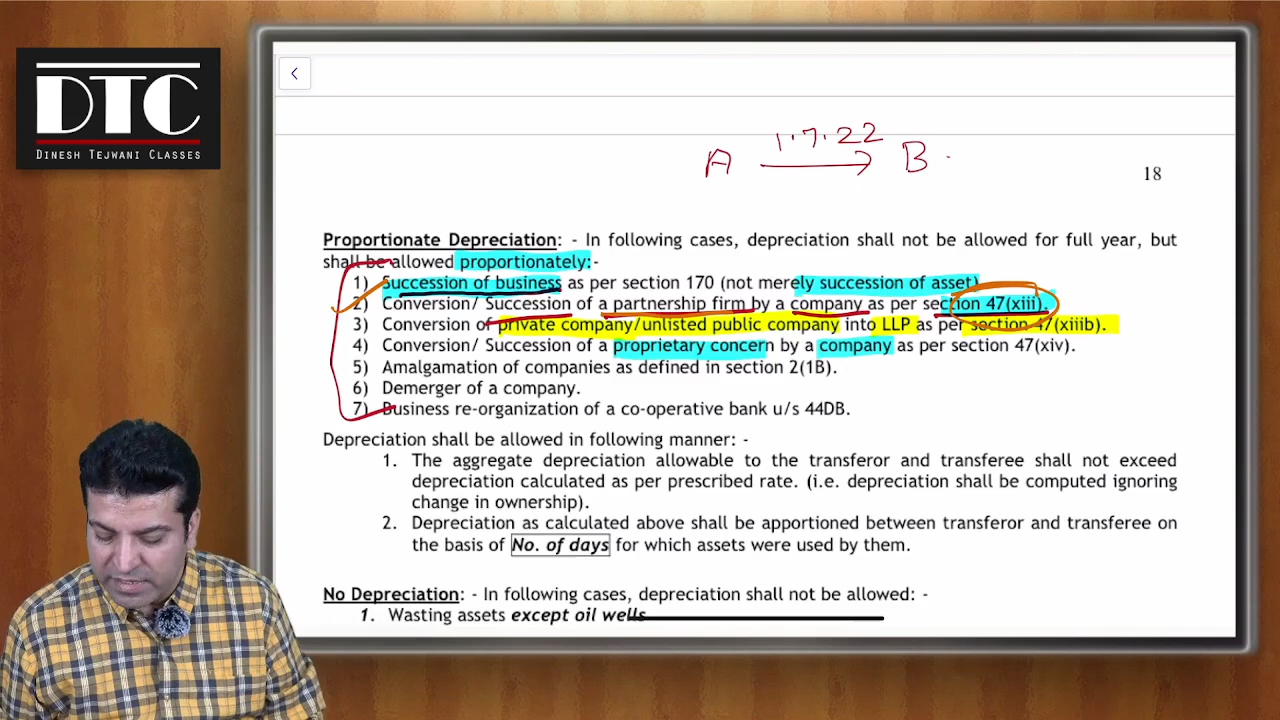 DTC
DINESH TEJWANI CLASSES
1.7.22
A → B
18
Proportionate Depreciation: - In following cases, depreciation shall not be allowed for full year, but
shall be allowed proportionately:-
1) Succession of business as per section 170 (not merely succession of asset)
2) Conversion/ Succession of a partnership firm by a company as per section 47(xiii).
3) Conversion of private company/unlisted public company into LLP as per section 47(xiiib).
4) Conversion/ Succession of a proprietary concern by a company as per section 47(xiv).
5) Amalgamation of companies as defined in section 2(1B).
6) Demerger of a company.
7) Business re-organization of a co-operative bank u/s 44DB.
Depreciation shall be allowed in following manner: -
1. The aggregate depreciation allowable to the transferor and transferee shall not exceed
depreciation calculated as per prescribed rate. (i.e. depreciation shall be computed ignoring
change in ownership).
2. Depreciation as calculated above shall be apportioned between transferor and transferee on
the basis of No. of days for which assets were used by them.
No Depreciation: - In following cases, depreciation shall not be allowed: -
1. Wasting assets except oil wells